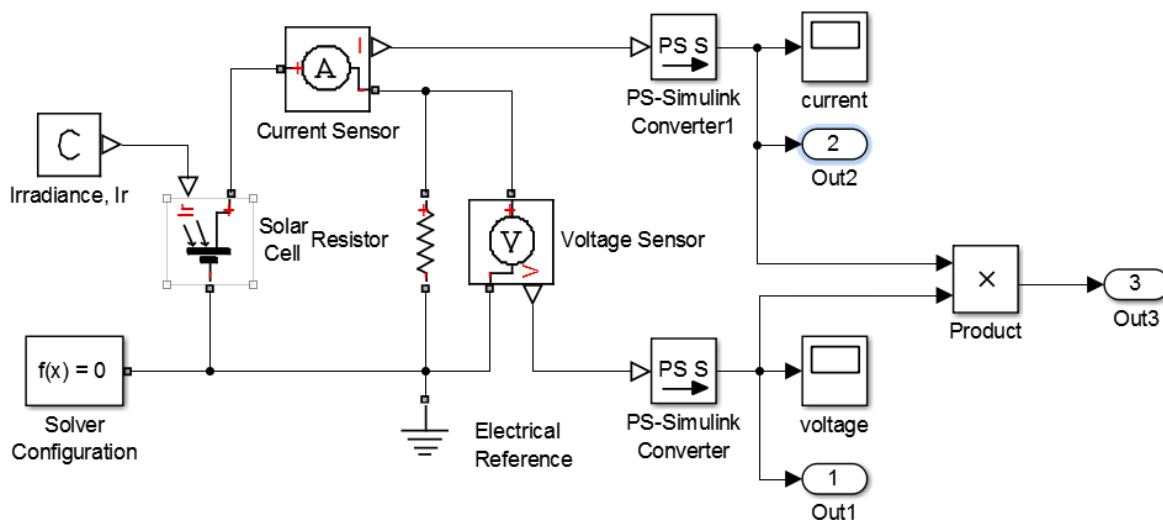 I
+
A
-
Current Sensor
PS S
PS-Simulink
Converter1
current
2
Out2
C
Irradiance, Ir
Ir
+
-
Solar
Cell
+
-
Resistor
+
V
-
V
Voltage Sensor
×
Product
3
Out3
f(x) = 0
Solver
Configuration
Electrical
Reference
PS S
PS-Simulink
Converter
voltage
1
Out1